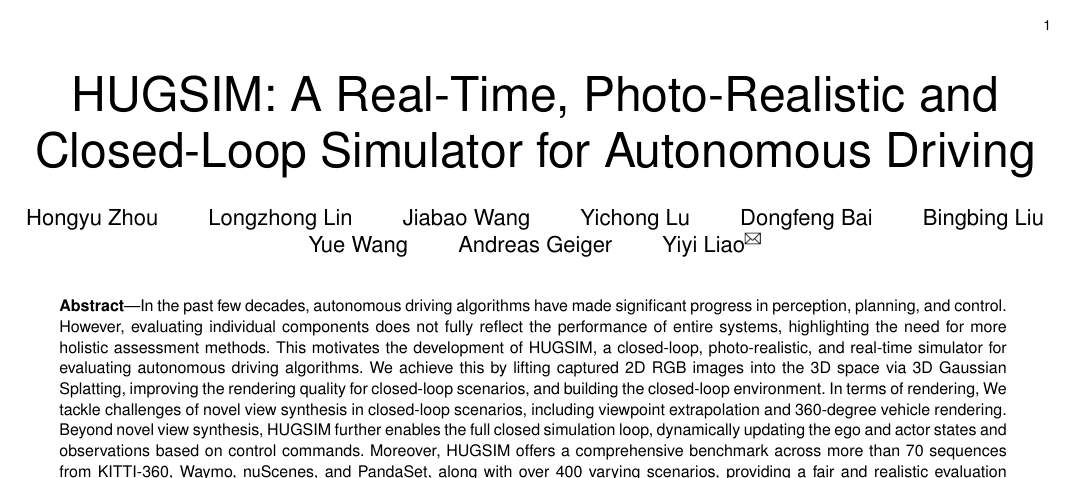 1
HUGSIM: A Real-Time, Photo-Realistic and
Closed-Loop Simulator for Autonomous Driving
Hongyu Zhou Longzhong Lin Jiabao Wang Yichong Lu Dongfeng Bai Bingbing Liu
Yue Wang Andreas Geiger Yiyi Liao✉
Abstract—In the past few decades, autonomous driving algorithms have made significant progress in perception, planning, and control.
However, evaluating individual components does not fully reflect the performance of entire systems, highlighting the need for more
holistic assessment methods. This motivates the development of HUGSIM, a closed-loop, photo-realistic, and real-time simulator for
evaluating autonomous driving algorithms. We achieve this by lifting captured 2D RGB images into the 3D space via 3D Gaussian
Splatting, improving the rendering quality for closed-loop scenarios, and building the closed-loop environment. In terms of rendering, We
tackle challenges of novel view synthesis in closed-loop scenarios, including viewpoint extrapolation and 360-degree vehicle rendering.
Beyond novel view synthesis, HUGSIM further enables the full closed simulation loop, dynamically updating the ego and actor states and
observations based on control commands. Moreover, HUGSIM offers a comprehensive benchmark across more than 70 sequences
from KITTI-360, Waymo, nuScenes, and PandaSet, along with over 400 varying scenarios, providing a fair and realistic evaluation